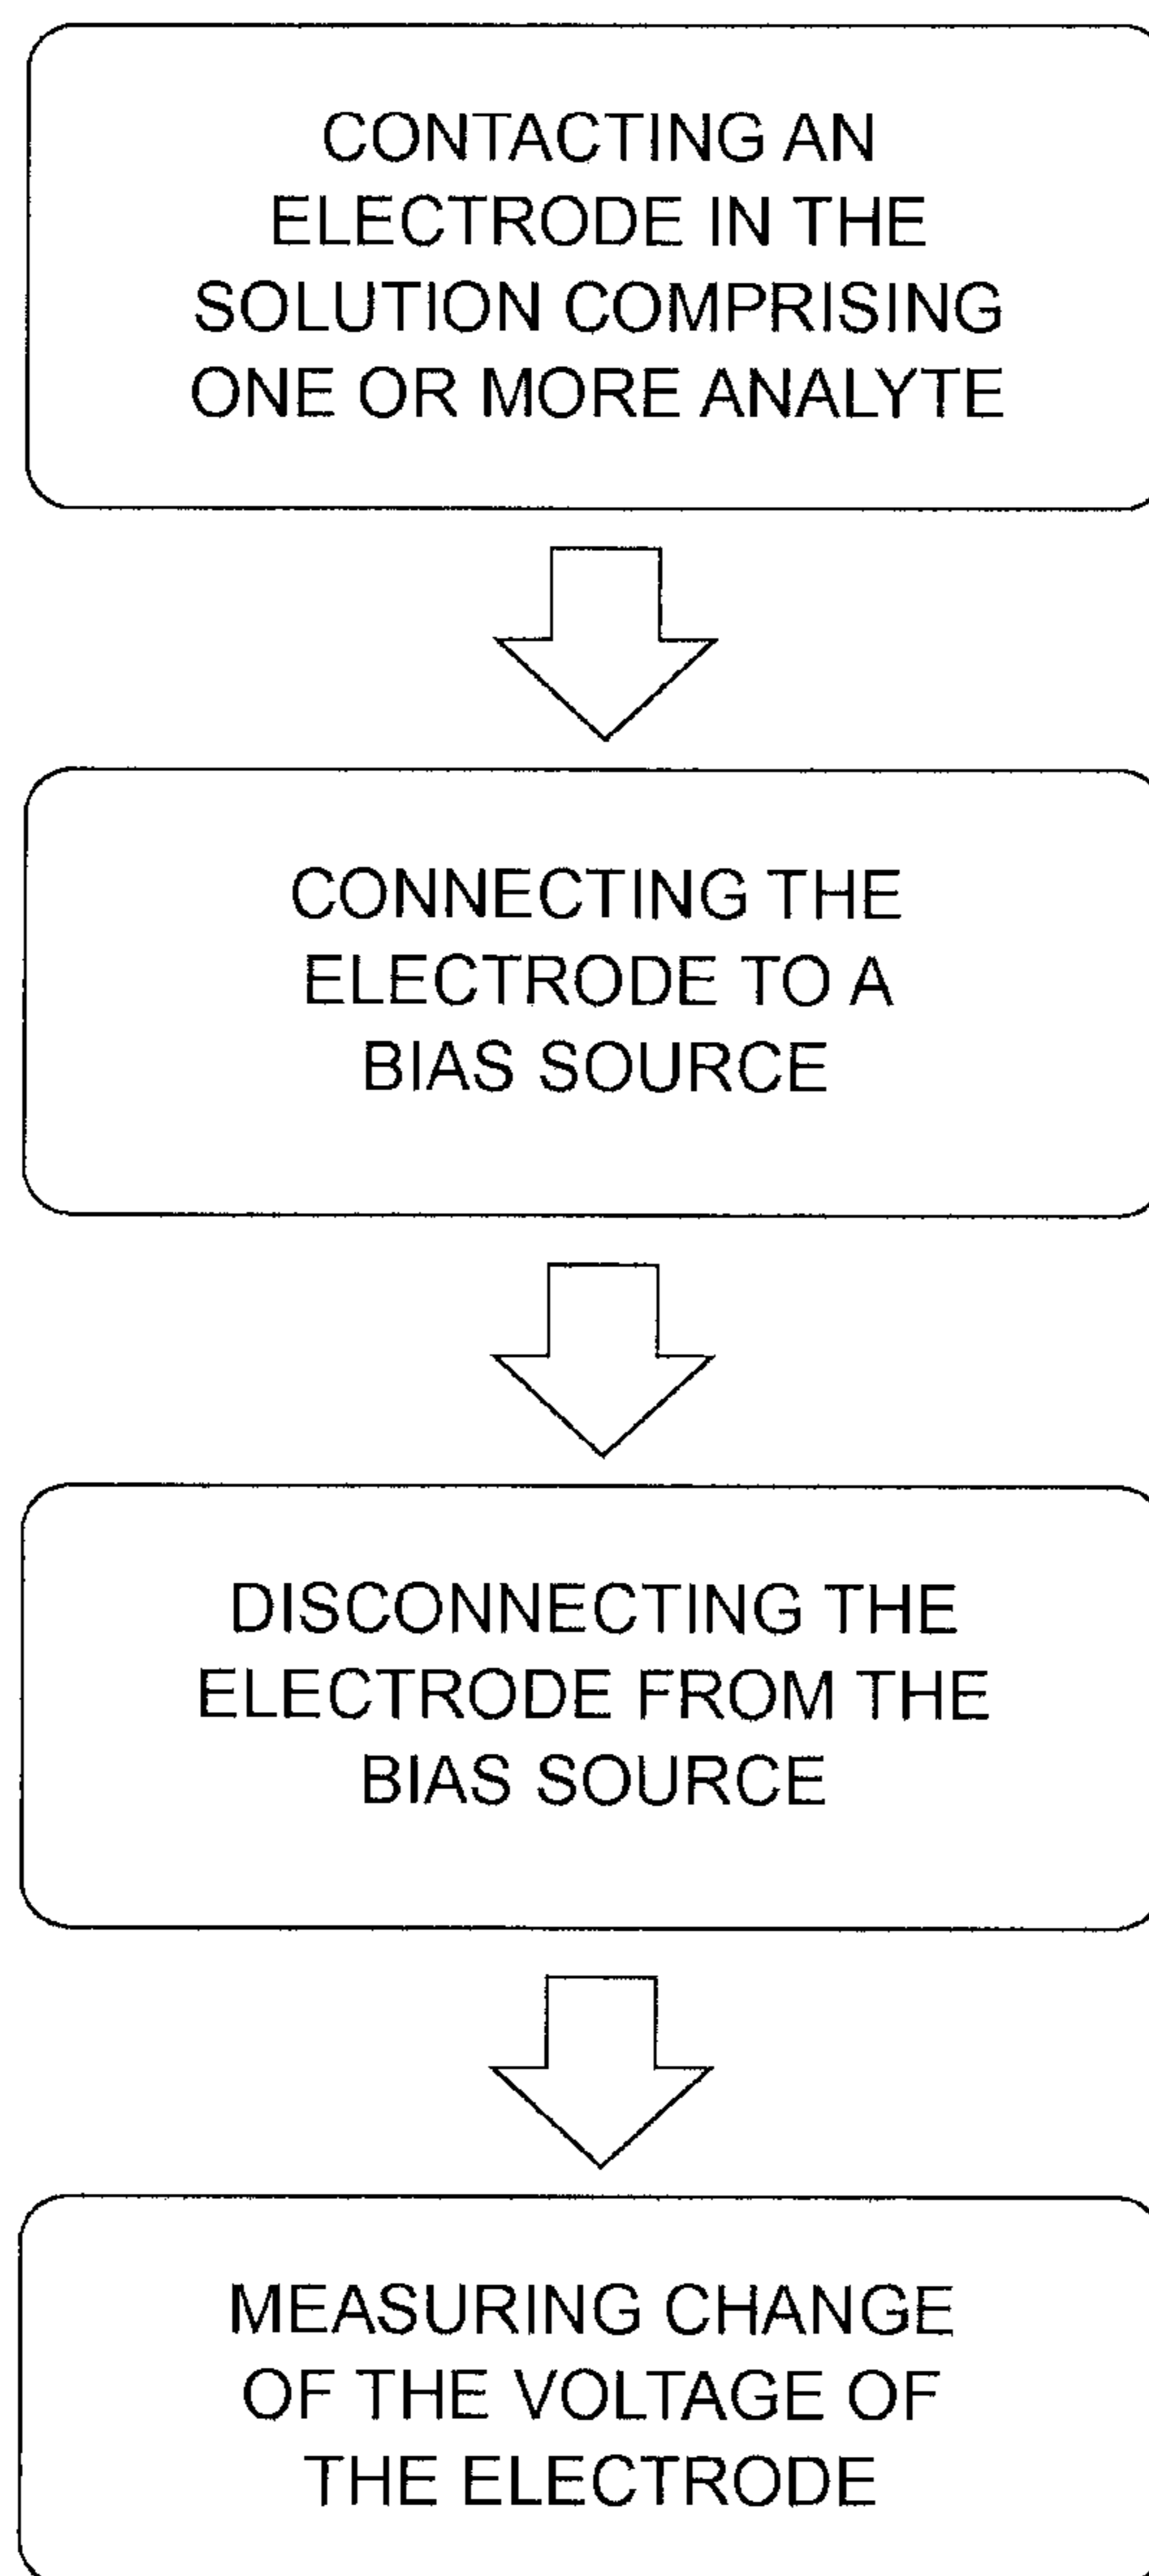 CONTACTING AN
ELECTRODE IN THE
SOLUTION COMPRISING
ONE OR MORE ANALYTE
CONNECTING THE
ELECTRODE TO A
BIAS SOURCE
DISCONNECTING THE
ELECTRODE FROM THE
BIAS SOURCE
MEASURING CHANGE
OF THE VOLTAGE OF
THE ELECTRODE